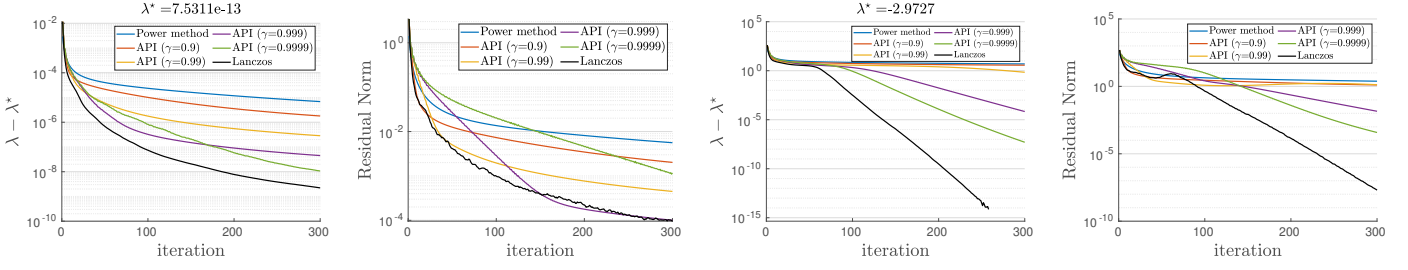 λ* =7.5311e-13
10^-2
10^-4
10^-6
10^-8
10^-10
λ − λ*
Power method
API (γ=0.9)
API (γ=0.99)
API (γ=0.999)
API (γ=0.9999)
Lanczos
0
100
200
300
iteration
10^0
10^-2
10^-4
Residual Norm
Power method
API (γ=0.9)
API (γ=0.99)
API (γ=0.999)
API (γ=0.9999)
Lanczos
0
100
200
300
iteration
λ* =-2.9727
10^5
10^0
10^-5
10^-10
10^-15
λ − λ*
Power method
API (γ=0.9)
API (γ=0.99)
API (γ=0.999)
API (γ=0.9999)
Lanczos
0
100
200
300
iteration
10^5
10^0
10^-5
10^-10
Residual Norm
Power method
API (γ=0.9)
API (γ=0.99)
API (γ=0.999)
API (γ=0.9999)
Lanczos
0
100
200
300
iteration